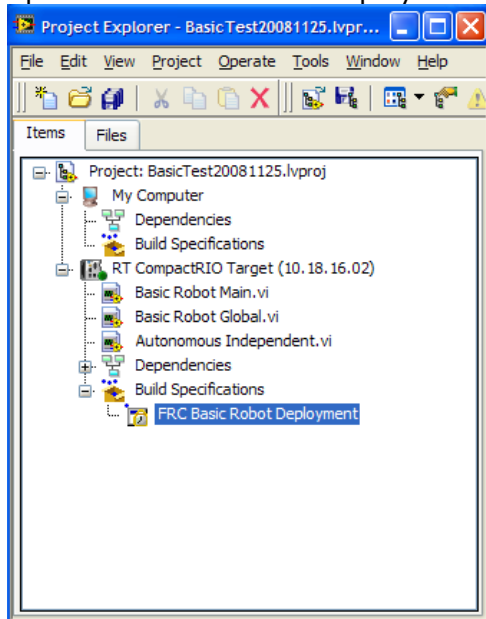 Project Explorer - BasicTest20081125.lvpr...
File Edit View Project Operate Tools Window Help
Items Files
Project: BasicTest20081125.lvproj
My Computer
Dependencies
Build Specifications
RT CompactRIO Target (10.18.16.02)
Basic Robot Main.vi
Basic Robot Global.vi
Autonomous Independent.vi
Dependencies
Build Specifications
FRC Basic Robot Deployment